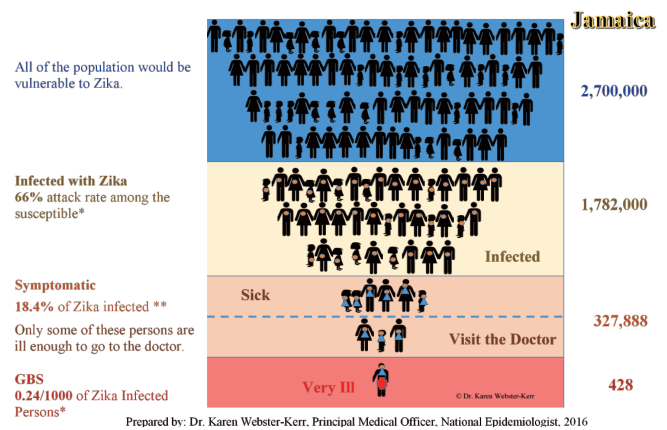 Jamaica
All of the population would be
vulnerable to Zika.
2,700,000
Infected with Zika
66% attack rate among the
susceptible*
1,782,000
Infected
Symptomatic
18.4% of Zika infected **
Sick
Only some of these persons are
ill enough to go to the doctor.
327,888
Visit the Doctor
GBS
0.24/1000 of Zika Infected
Persons*
Very Ill
428
© Dr. Karen Webster-Kerr
Prepared by: Dr. Karen Webster-Kerr, Principal Medical Officer, National Epidemiologist, 2016